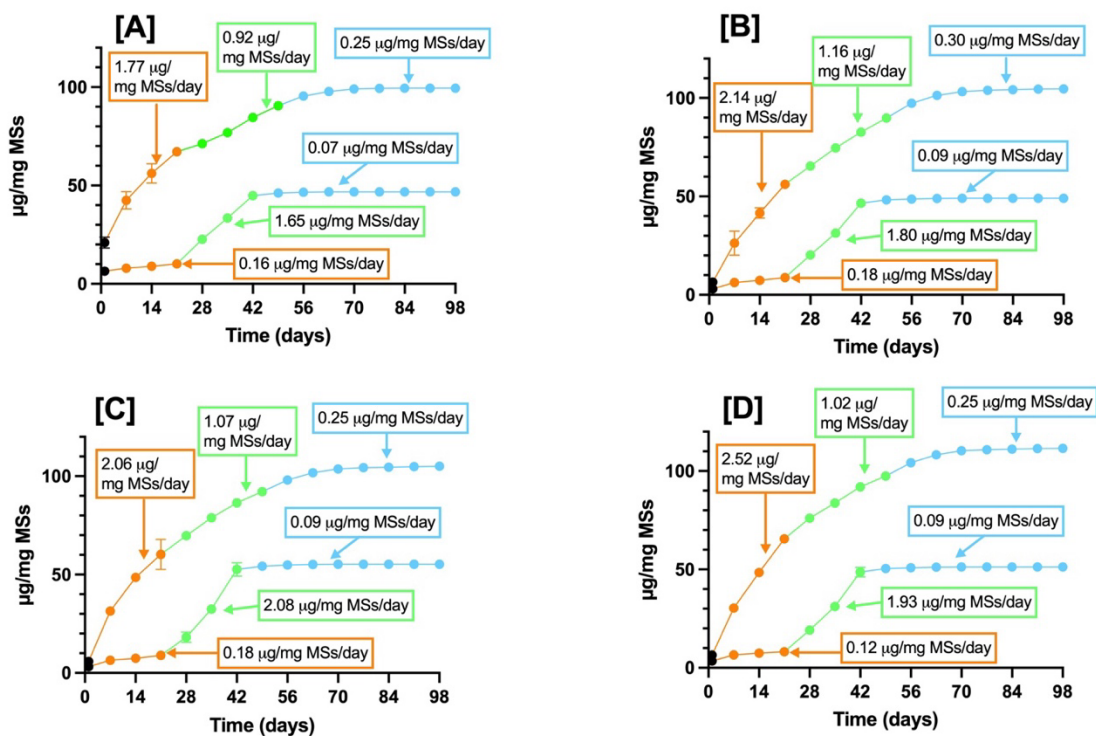 [A]
0.92 µg/
mg MSs/day
0.25 µg/mg MSs/day
1.77 µg/
mg MSs/day
0.07 µg/mg MSs/day
1.65 µg/mg MSs/day
0.16 µg/mg MSs/day
µg/mg MSs
100
50
0
0 14 28 42 56 70 84 98
Time (days)
[B]
1.16 µg/
mg MSs/day
0.30 µg/mg MSs/day
2.14 µg/
mg MSs/day
0.09 µg/mg MSs/day
1.80 µg/mg MSs/day
0.18 µg/mg MSs/day
µg/mg MSs
100
50
0
0 14 28 42 56 70 84 98
Time (days)
[C]
1.07 µg/
mg MSs/day
0.25 µg/mg MSs/day
2.06 µg/
mg MSs/day
0.09 µg/mg MSs/day
2.08 µg/mg MSs/day
0.18 µg/mg MSs/day
µg/mg MSs
100
50
0
0 14 28 42 56 70 84 98
Time (days)
[D]
1.02 µg/
mg MSs/day
0.25 µg/mg MSs/day
2.52 µg/
mg MSs/day
0.09 µg/mg MSs/day
1.93 µg/mg MSs/day
0.12 µg/mg MSs/day
µg/mg MSs
100
50
0
0 14 28 42 56 70 84 98
Time (days)